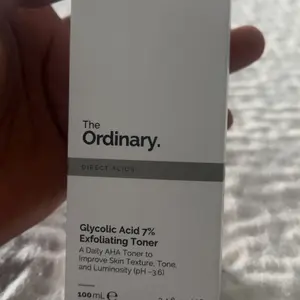 The
Ordinary.
DIRECT ACIDS
Glycolic Acid 7%
Exfoliating Toner
A Daily AHA Toner to
Improve Skin Texture, Tone,
and Luminosity (pH ~3.6)
100 mL ℮